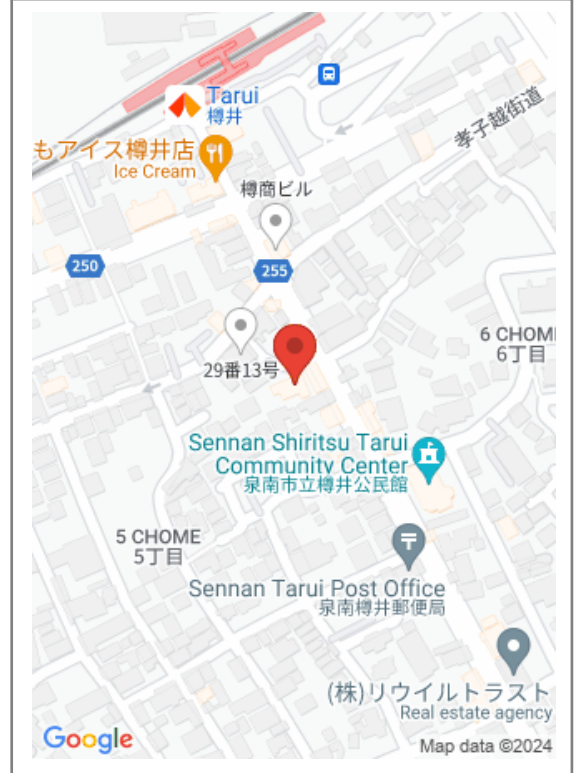 Tarui
樽井
孝子越街道
もアイス樽井店
Ice Cream
樽商ビル
250
255
29番13号
6 CHOM
6丁目
Sennan Shiritsu Tarui
Community Center
泉南市立樽井公民館
5 CHOME
5丁目
Sennan Tarui Post Office
泉南樽井郵便局
(株)リウイルトラスト
Real estate agency
Google
Map data ©2024